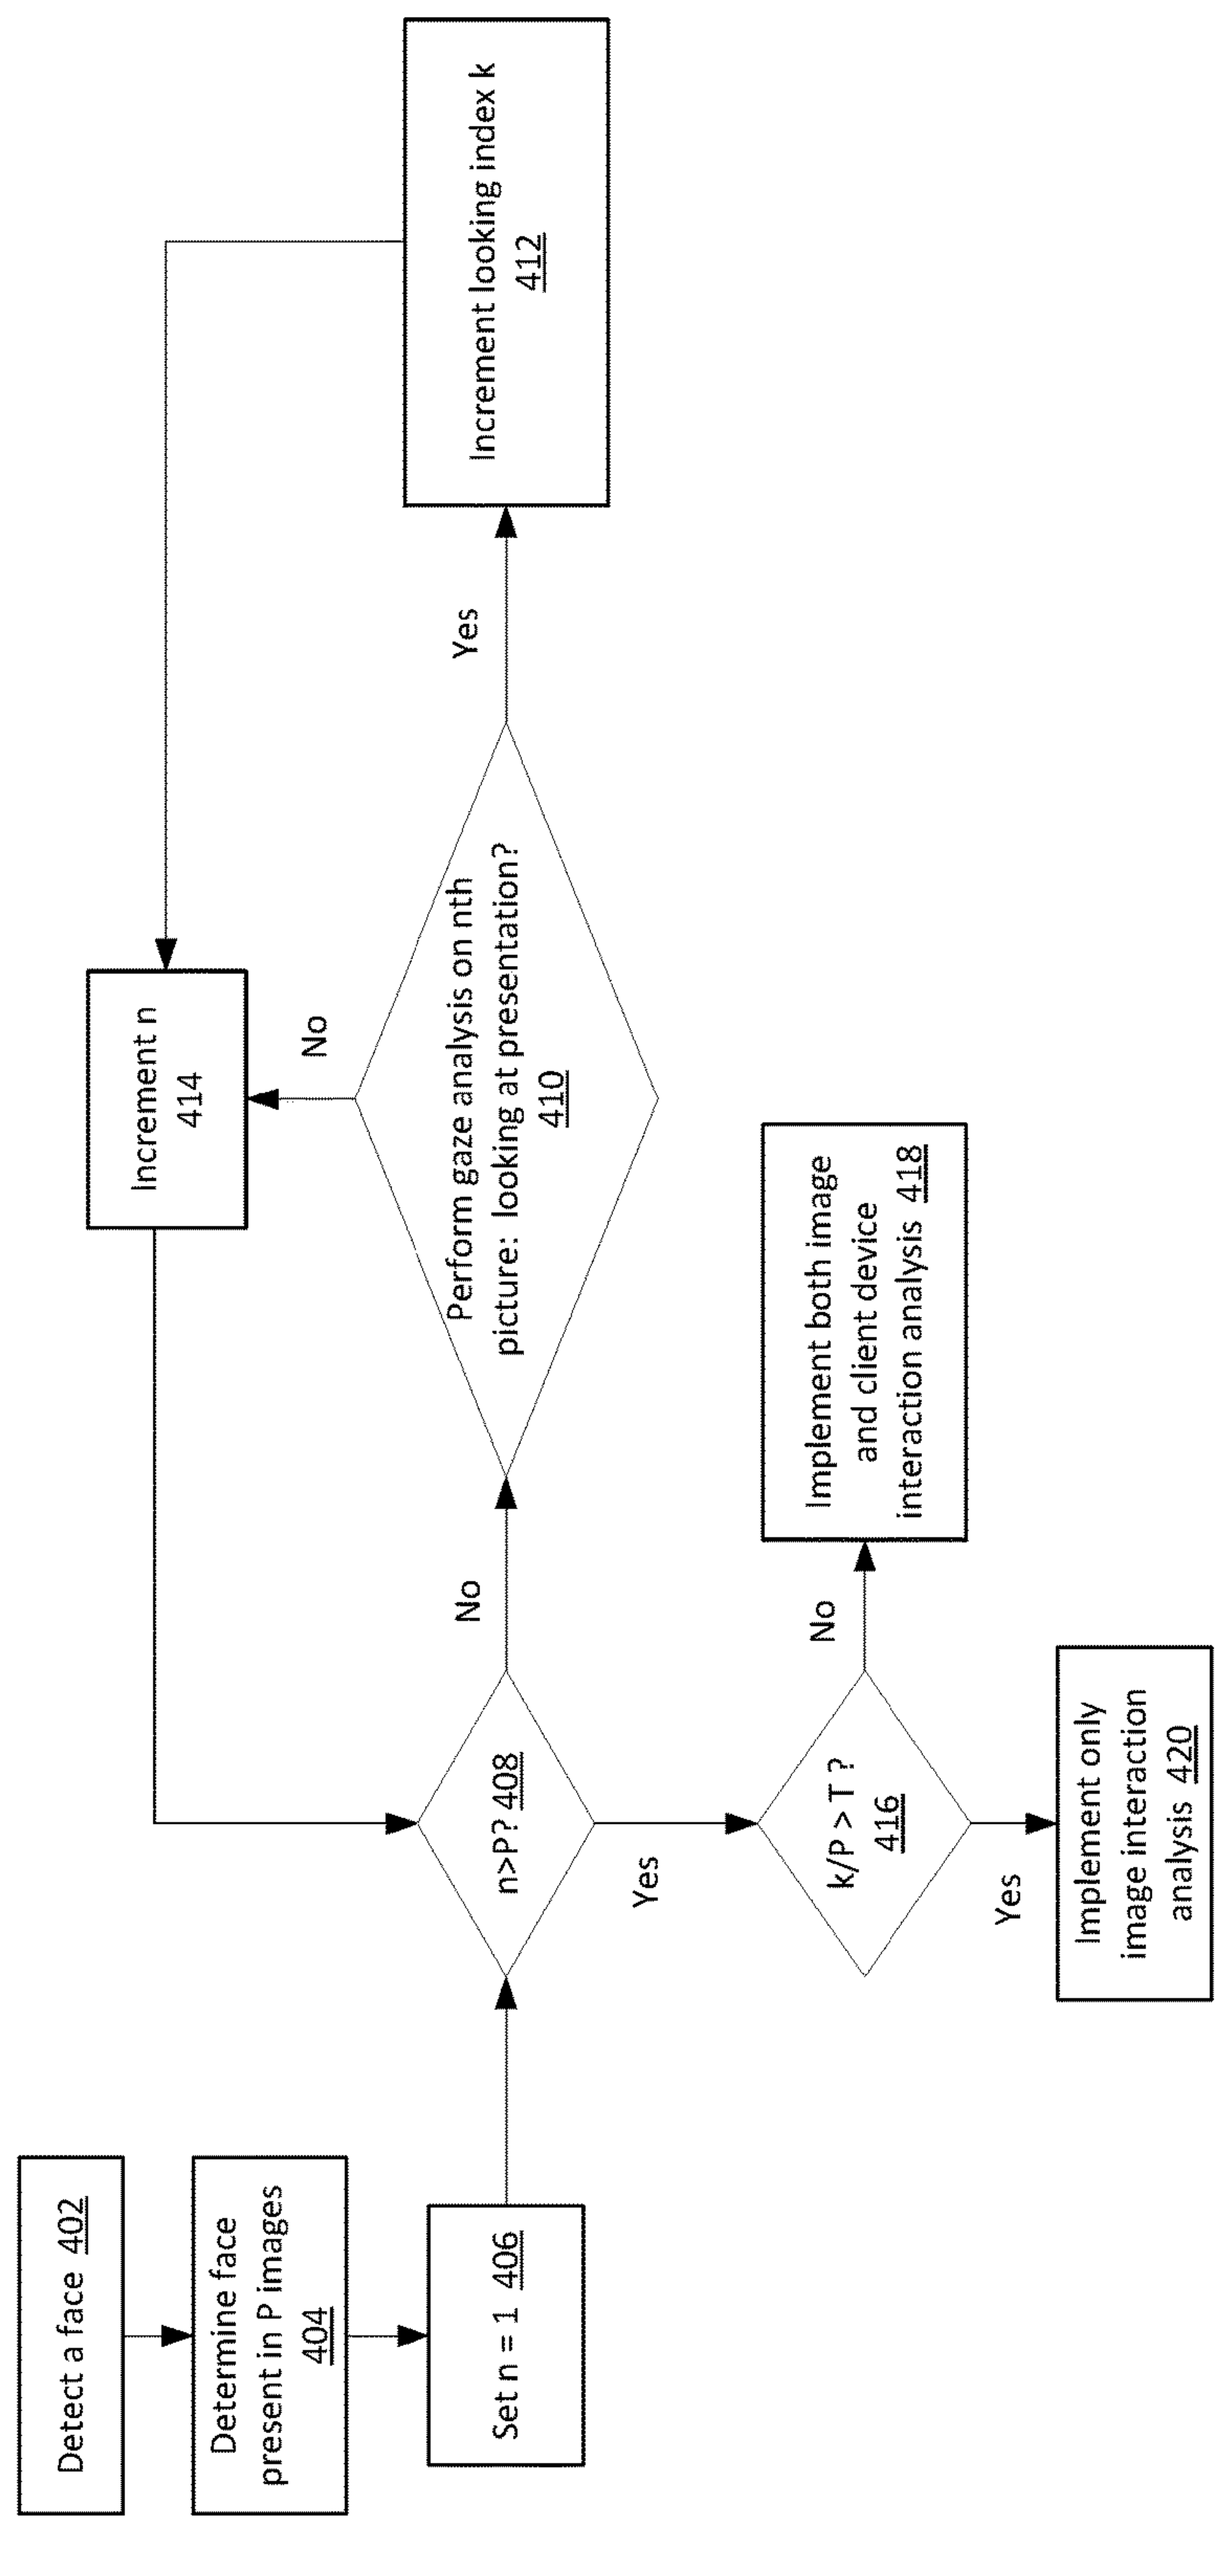 Detect a face 402
Determine face
present in P images
404
Set n = 1 406
n>P? 408
No
Yes
Perform gaze analysis on nth
picture: looking at presentation?
410
No
Yes
Increment looking index k
412
Increment n
414
k/P > T ?
416
No
Yes
Implement both image
and client device
interaction analysis 418
Implement only
image interaction
analysis 420